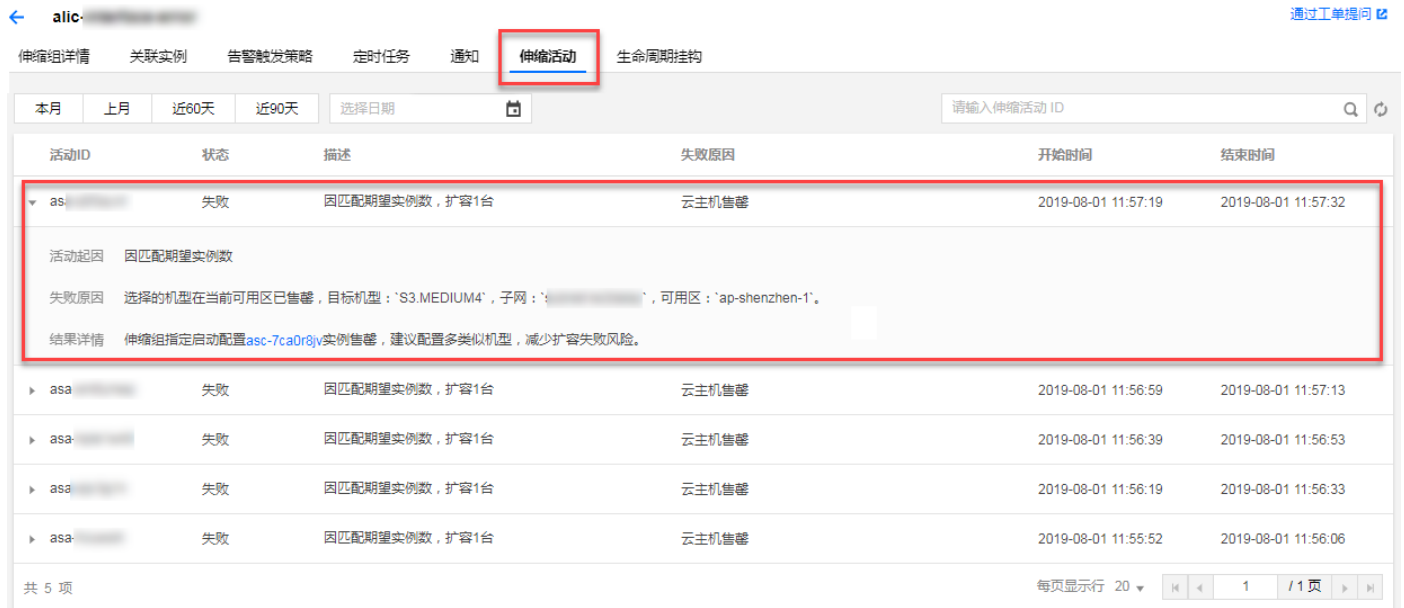 alic-
通过工单提问
伸缩组详情 关联实例 告警触发策略 定时任务 通知 伸缩活动 生命周期挂钩
本月 上月 近60天 近90天 选择日期 请输入伸缩活动 ID
活动ID 状态 描述 失败原因 开始时间 结束时间
asa 失败 因匹配期望实例数，扩容1台 云主机售罄 2019-08-01 11:57:19 2019-08-01 11:57:32
活动起因 因匹配期望实例数
失败原因 选择的机型在当前可用区已售罄，目标机型：`S3.MEDIUM4`，子网：` `，可用区：`ap-shenzhen-1`。
结果详情 伸缩组指定启动配置asc-7ca0r8jv实例售罄，建议配置多类似机型，减少扩容失败风险。
asa 失败 因匹配期望实例数，扩容1台 云主机售罄 2019-08-01 11:56:59 2019-08-01 11:57:13
asa- 失败 因匹配期望实例数，扩容1台 云主机售罄 2019-08-01 11:56:39 2019-08-01 11:56:53
asa 失败 因匹配期望实例数，扩容1台 云主机售罄 2019-08-01 11:56:19 2019-08-01 11:56:33
asa- 失败 因匹配期望实例数，扩容1台 云主机售罄 2019-08-01 11:55:52 2019-08-01 11:56:06
共 5 项 每页显示行 20 1 / 1 页